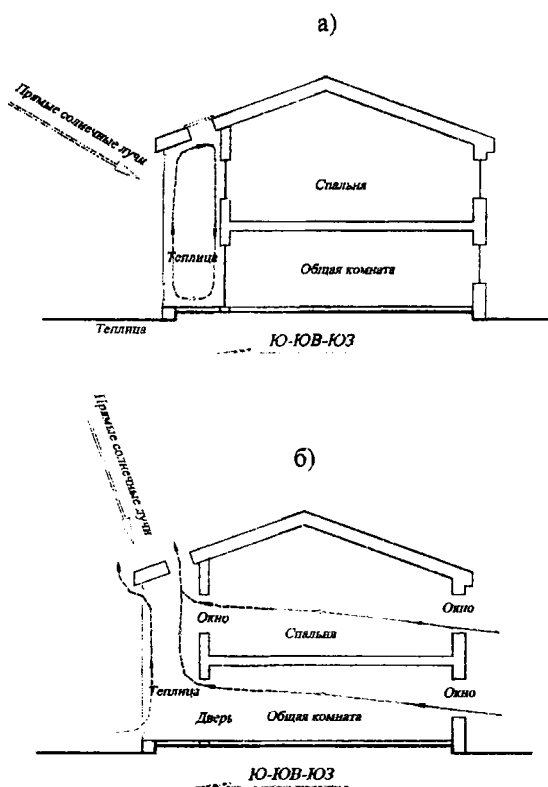 а)
Прямые солнечные лучи
Спальня
Теплица
Общая комната
Теплица
Ю-ЮВ-ЮЗ
б)
Прямые солнечные лучи
Окно
Окно
Спальня
Теплица
Окно
Дверь
Общая комната
Ю-ЮВ-ЮЗ